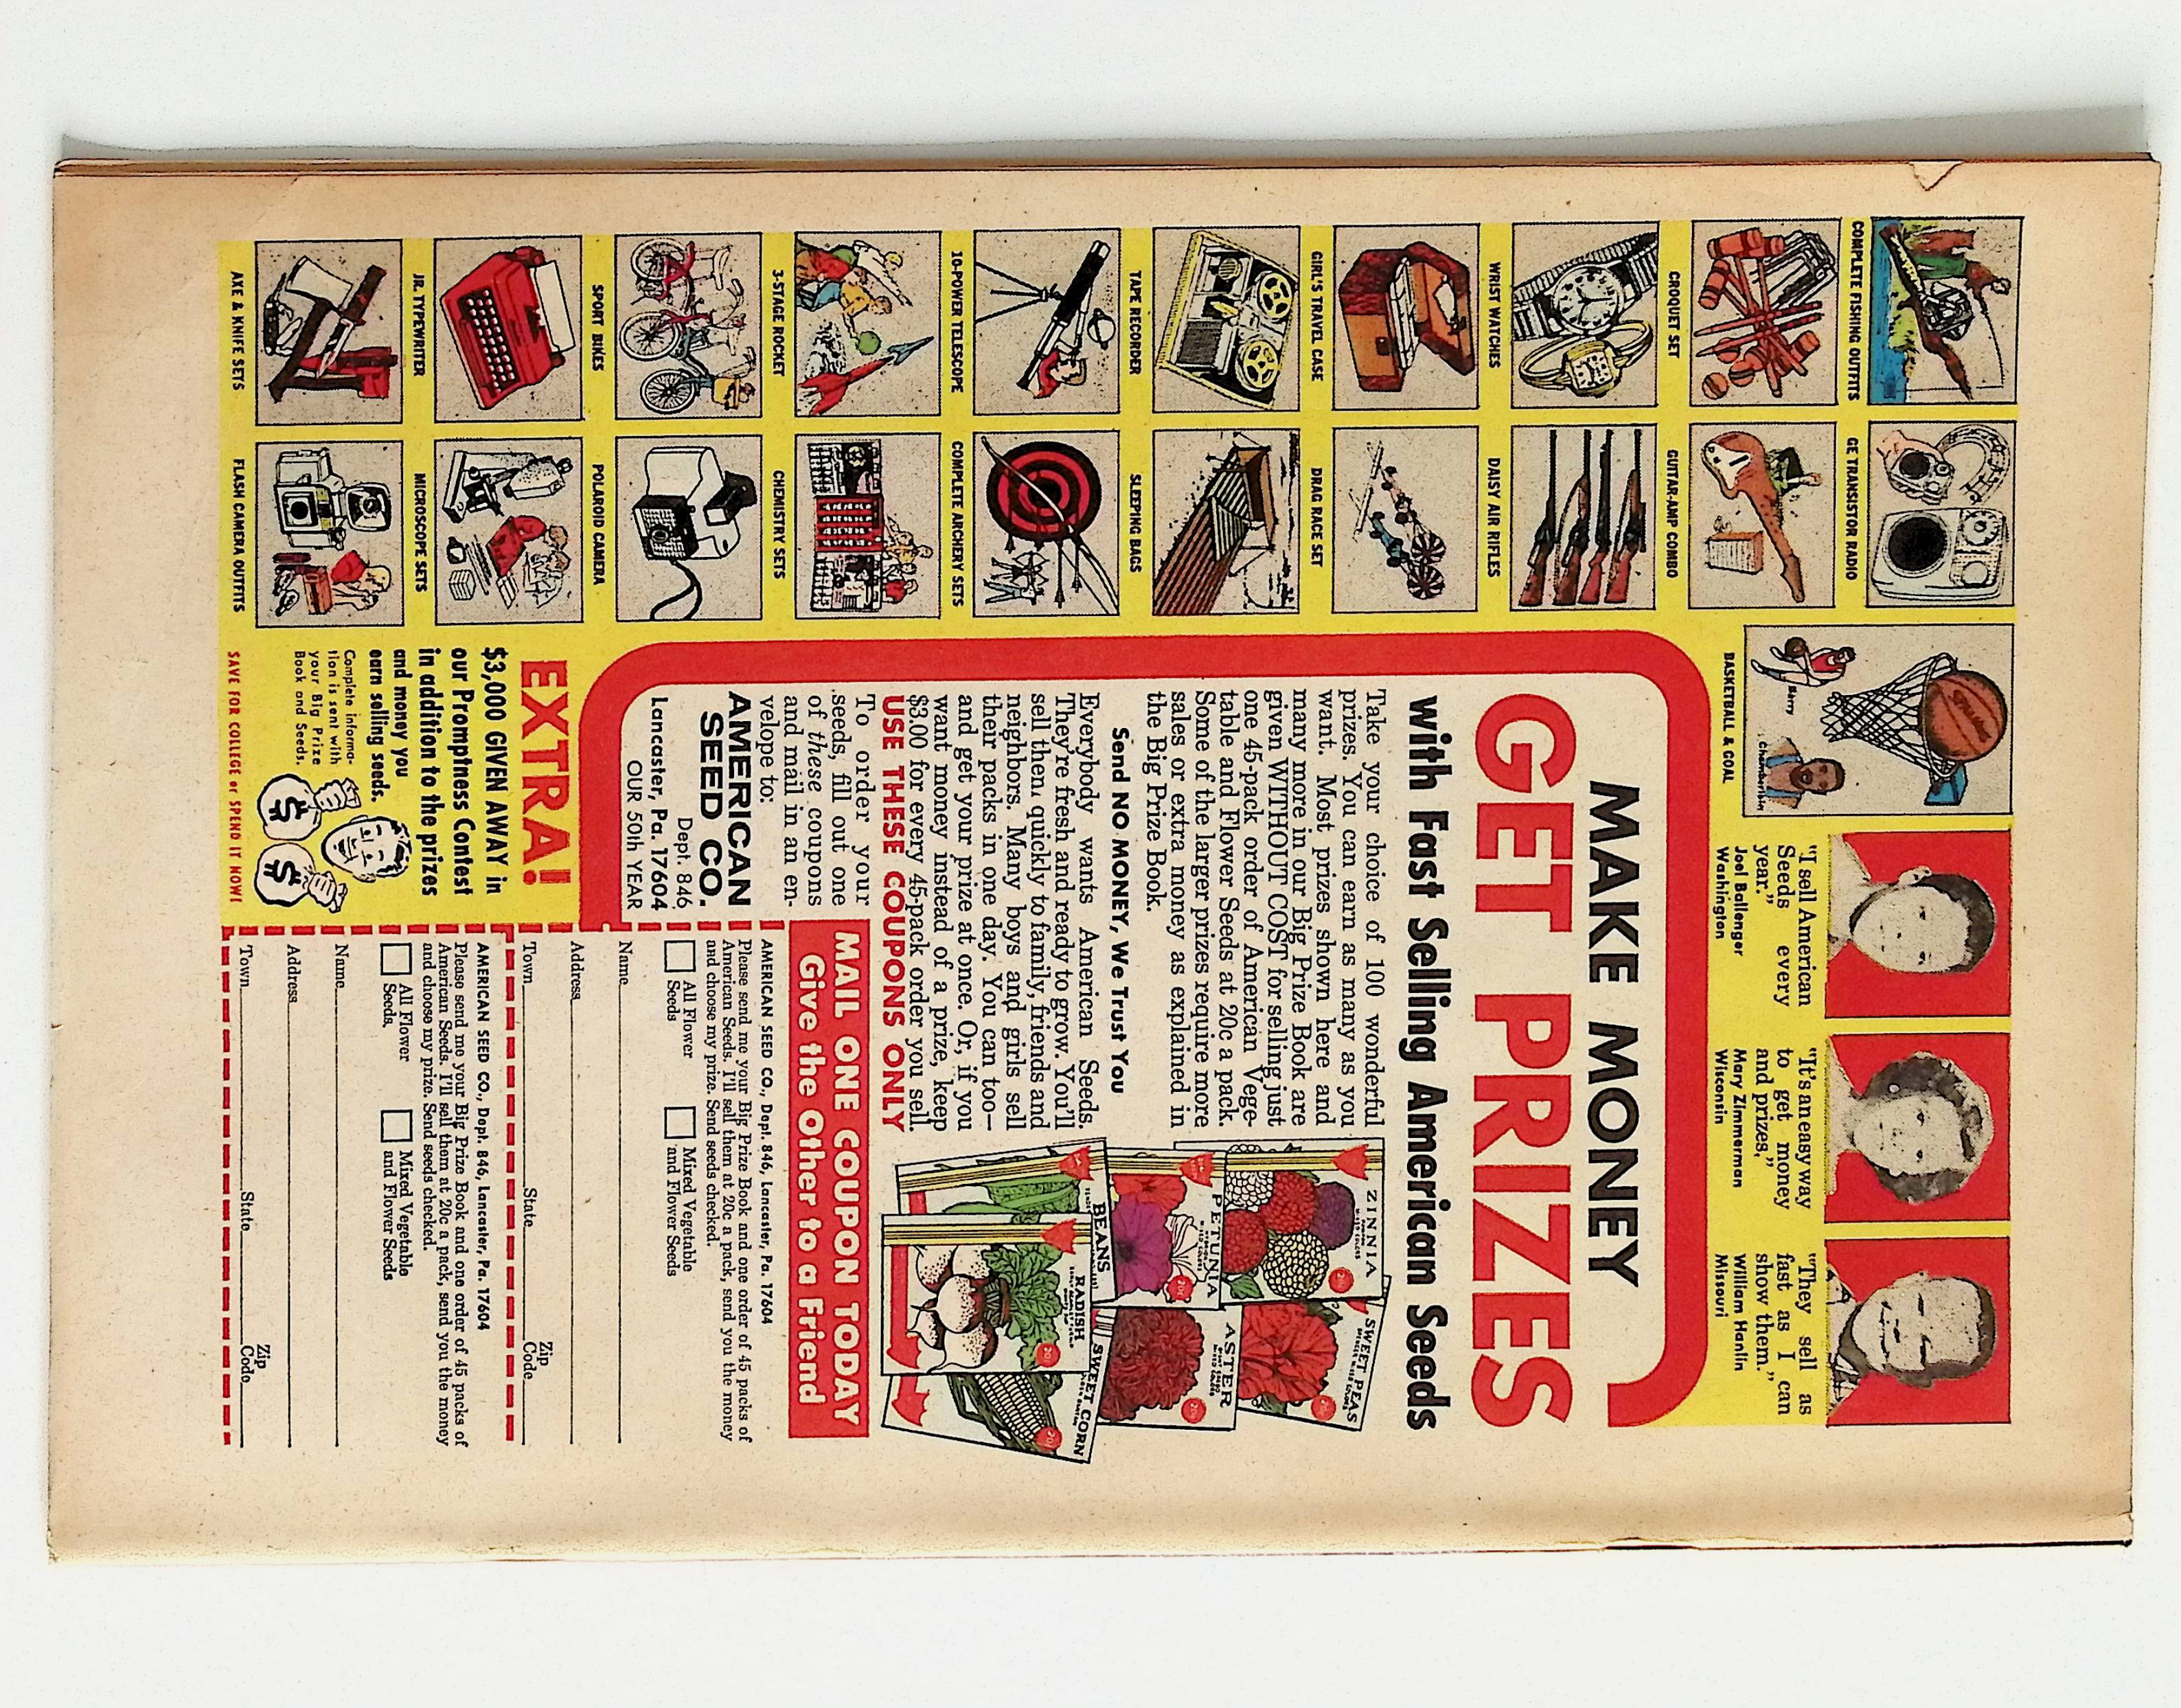 COMPLETE FISHING OUTFITS
GE TRANSISTOR RADIO
BASKETBALL & GOAL
Barry
Chamberlin
CROQUET SET
GUITAR-AMP COMBO
WRIST WATCHES
DAISY AIR RIFLES
GIRL'S TRAVEL CASE
DRAG RACE SET
TAPE RECORDER
SLEEPING BAGS
10-POWER TELESCOPE
COMPLETE ARCHERY SETS
3-STAGE ROCKET
CHEMISTRY SETS
SPORT BIKES
POLAROID CAMERA
JR. TYPEWRITER
MICROSCOPE SETS
AXE & KNIFE SETS
FLASH CAMERA OUTFITS
"I sell American
Seeds every
year."
Joel Ballenger
Washington
"It's an easy way
to get money
and prizes."
Mary Zimmerman
Wisconsin
"They sell as
fast as I can
show them."
William Hanlin
Missouri
MAKE MONEY
GET PRIZES
with Fast Selling American Seeds
Take your choice of 100 wonderful
prizes. You can earn as many as you
want. Most prizes shown here and
many more in our Big Prize Book are
given WITHOUT COST for selling just
one 45-pack order of American Vege-
table and Flower Seeds at 20c a pack.
Some of the larger prizes require more
sales or extra money as explained in
the Big Prize Book.
Send NO MONEY, We Trust You
Everybody wants American Seeds.
They're fresh and ready to grow. You'll
sell them quickly to family, friends and
neighbors. Many boys and girls sell
their packs in one day. You can too—
and get your prize at once. Or, if you
want money instead of a prize, keep
$3.00 for every 45-pack order you sell.
USE THESE COUPONS ONLY
To order your
seeds, fill out one
of these coupons
and mail in an en-
velope to:
AMERICAN
SEED CO.
Dept. 846
Lancaster, Pa. 17604
OUR 50th YEAR
ZINNIA
SWEET PEAS
PETUNIA
ASTER
BEANS
RADISH
SWEET CORN
EXTRA!
$3,000 GIVEN AWAY in
our Promptness Contest
in addition to the prizes
and money you
earn selling seeds.
Complete informa-
tion is sent with
your Big Prize
Book and Seeds.
$ $
SAVE FOR COLLEGE or SPEND IT NOW!
MAIL ONE COUPON TODAY
Give the Other to a Friend
AMERICAN SEED CO., Dept. 846, Lancaster, Pa. 17604
Please send me your Big Prize Book and one order of 45 packs of
American Seeds. I'll sell them at 20c a pack, send you the money
and choose my prize. Send seeds checked.
All Flower
Seeds
Mixed Vegetable
and Flower Seeds
Name
Address
Town State Zip
Code
AMERICAN SEED CO., Dept. 846, Lancaster, Pa. 17604
Please send me your Big Prize Book and one order of 45 packs of
American Seeds. I'll sell them at 20c a pack, send you the money
and choose my prize. Send seeds checked.
All Flower
Seeds
Mixed Vegetable
and Flower Seeds
Name
Address
Town State Zip
Code